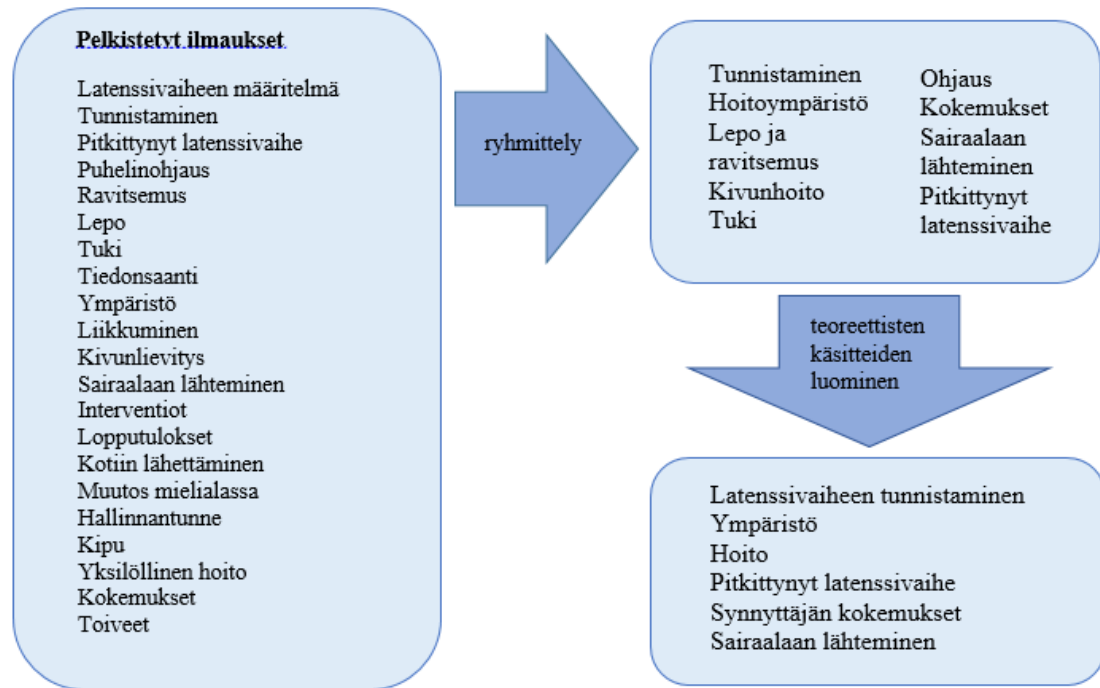 Pelkistetyt ilmaukset
Latenssivaiheen määritelmä
Tunnistaminen
Pitkittynyt latenssivaihe
Puhelinohjaus
Ravitsemus
Lepo
Tuki
Tiedonsaanti
Ympäristö
Liikkuminen
Kivunlievitys
Sairaalaan lähteminen
Interventiot
Lopputulokset
Kotiin lähettäminen
Muutos mielialassa
Hallinnantunne
Kipu
Yksilöllinen hoito
Kokemukset
Toiveet
ryhmittely
Tunnistaminen
Hoitoympäristö
Lepo ja
ravitsemus
Kivunhoito
Tuki
Ohjaus
Kokemukset
Sairaalaan
lähteminen
Pitkittynyt
latenssivaihe
teoreettisten
käsitteiden
luominen
Latenssivaiheen tunnistaminen
Ympäristö
Hoito
Pitkittynyt latenssivaihe
Synnyttäjän kokemukset
Sairaalaan lähteminen